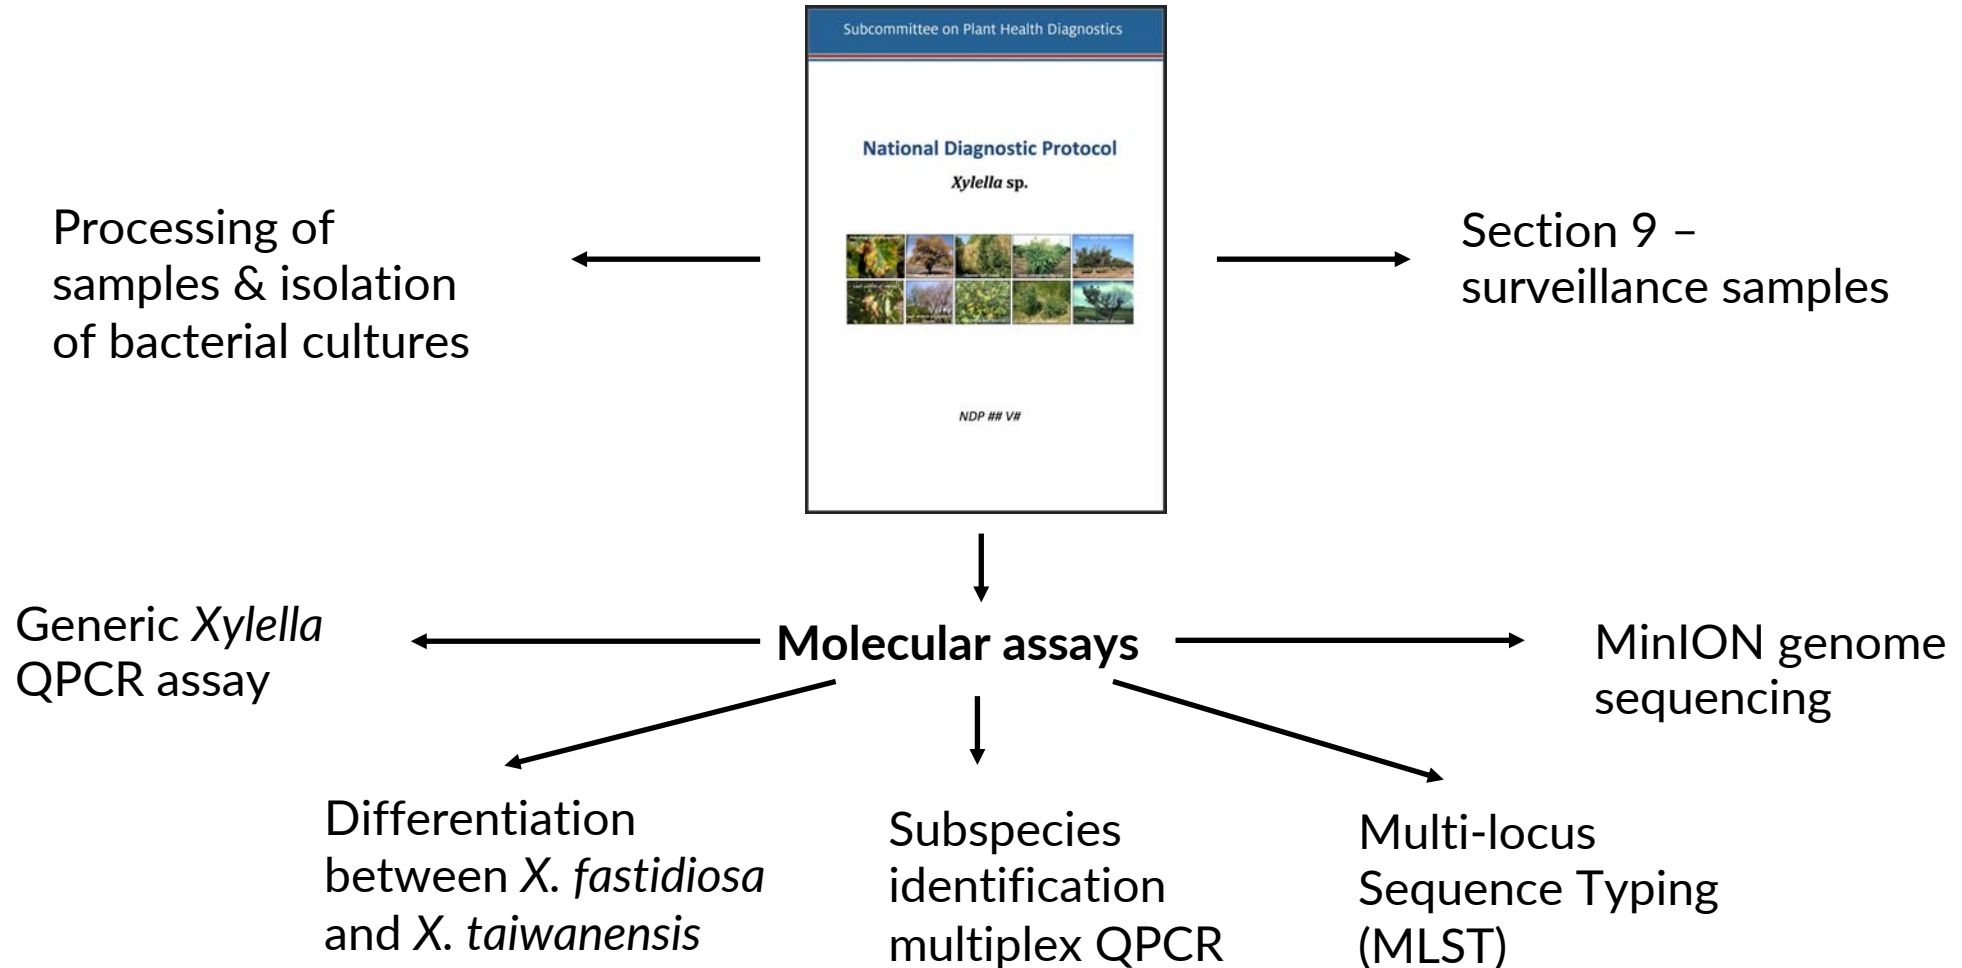 Subcommittee on Plant Health Diagnostics
National Diagnostic Protocol
Xylella sp.
NDP ## V#
Processing of
samples & isolation
of bacterial cultures
Section 9 –
surveillance samples
Molecular assays
Generic Xylella
QPCR assay
MinION genome
sequencing
Differentiation
between X. fastidiosa
and X. taiwanensis
Subspecies
identification
multiplex QPCR
Multi-locus
Sequence Typing
(MLST)